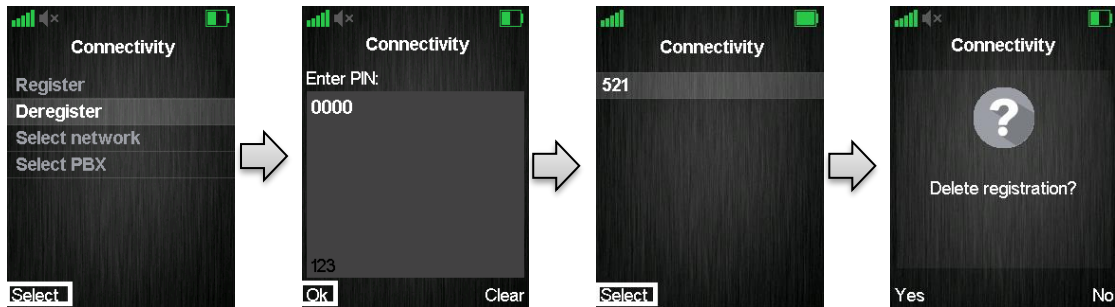 Connectivity
Register
Deregister
Select network
Select PBX
Select
Connectivity
Enter PIN:
0000
123
Ok Clear
Connectivity
521
Select
Connectivity
?
Delete registration?
Yes No